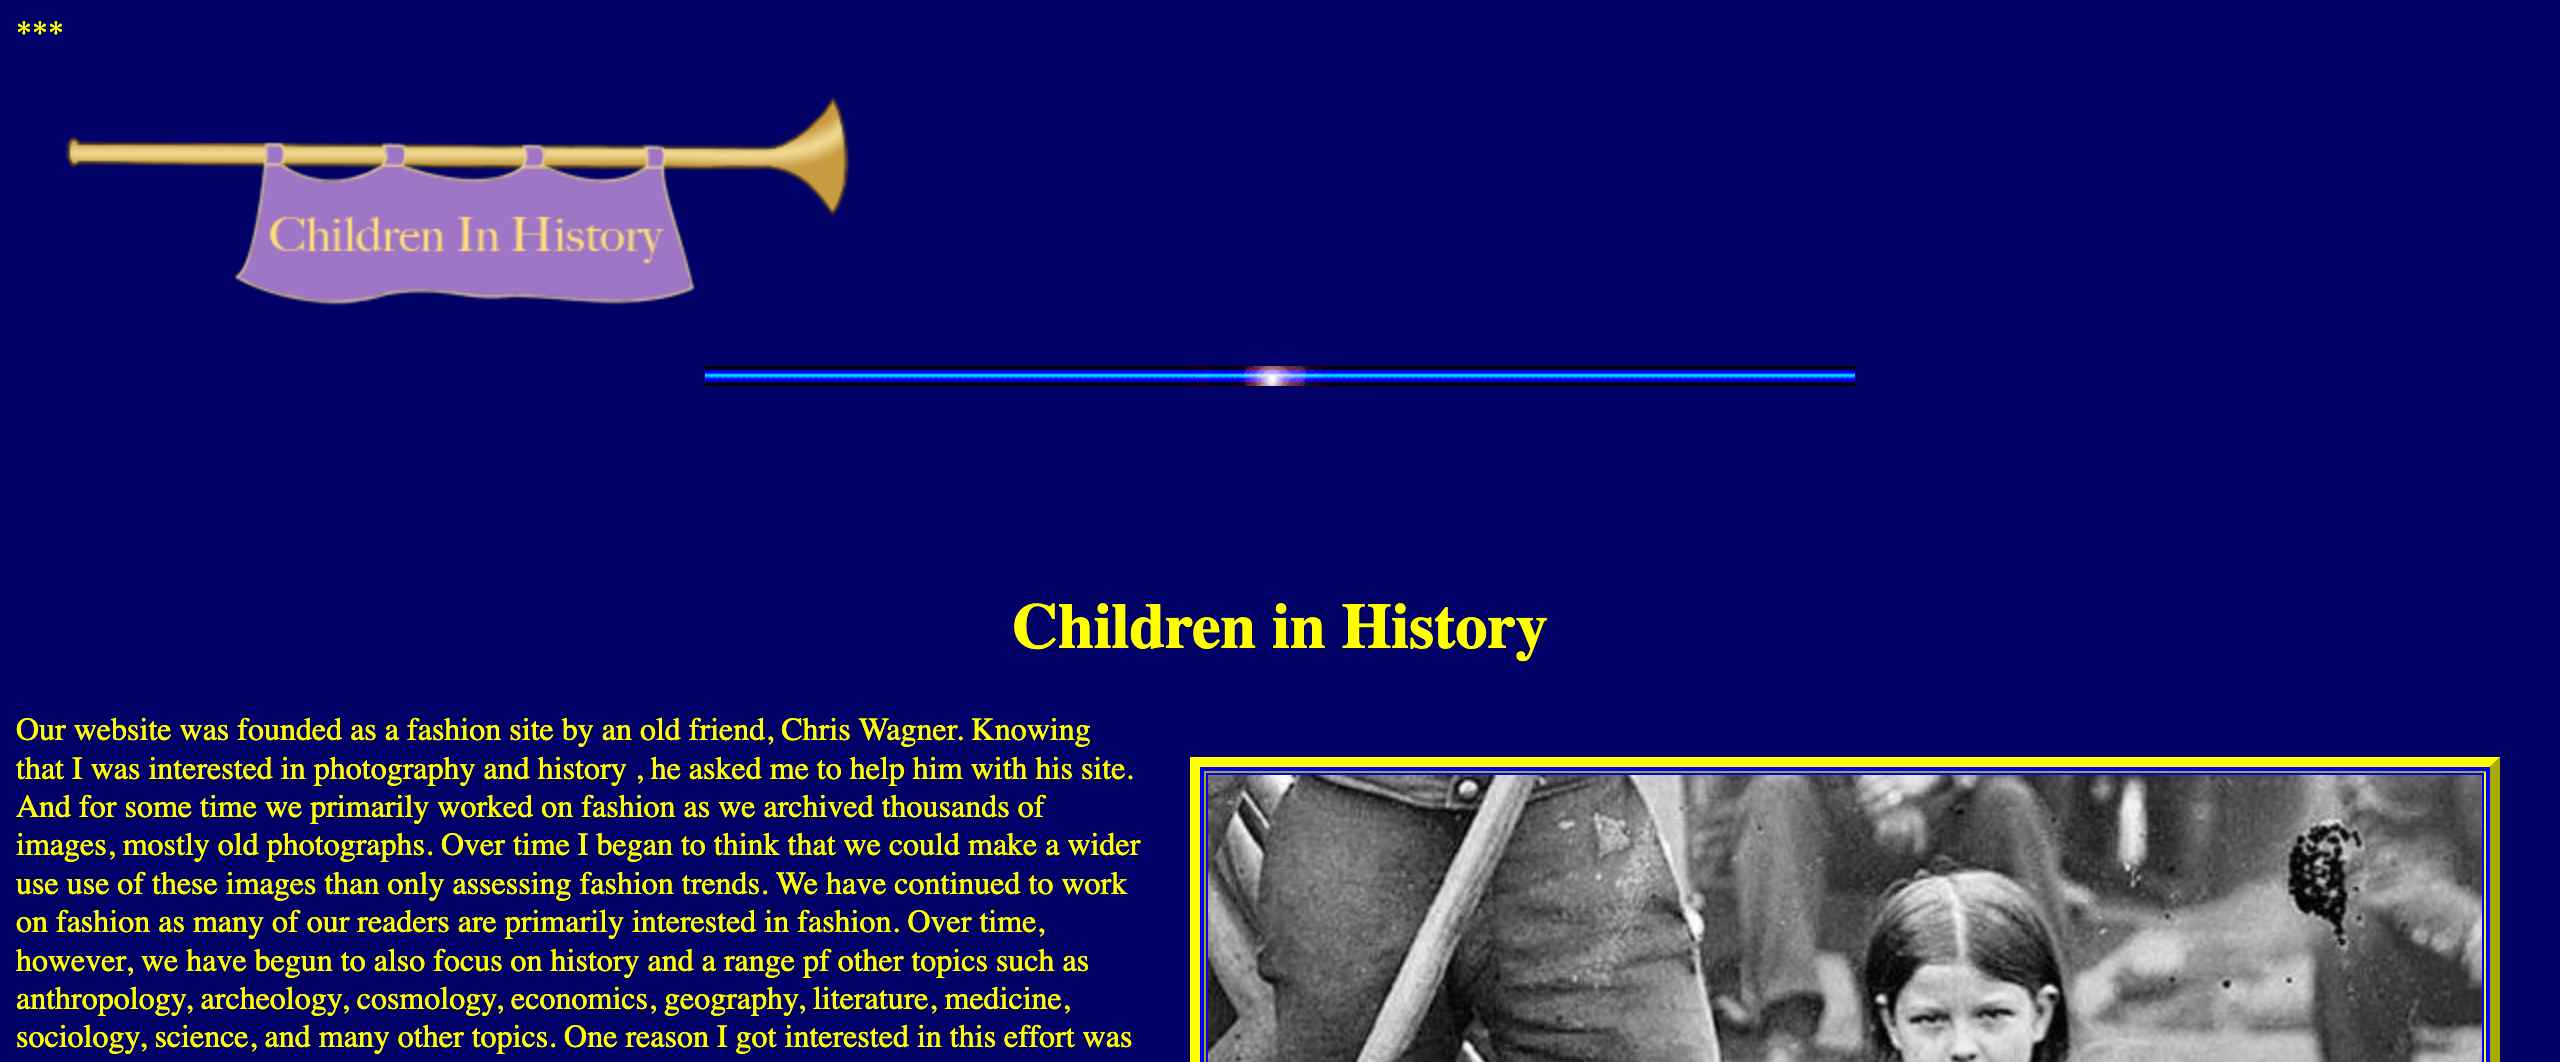 ***
Children In History
Children in History
Our website was founded as a fashion site by an old friend, Chris Wagner. Knowing
that I was interested in photography and history , he asked me to help him with his site.
And for some time we primarily worked on fashion as we archived thousands of
images, mostly old photographs. Over time I began to think that we could make a wider
use use of these images than only assessing fashion trends. We have continued to work
on fashion as many of our readers are primarily interested in fashion. Over time,
however, we have begun to also focus on history and a range pf other topics such as
anthropology, archeology, cosmology, economics, geography, literature, medicine,
sociology, science, and many other topics. One reason I got interested in this effort was